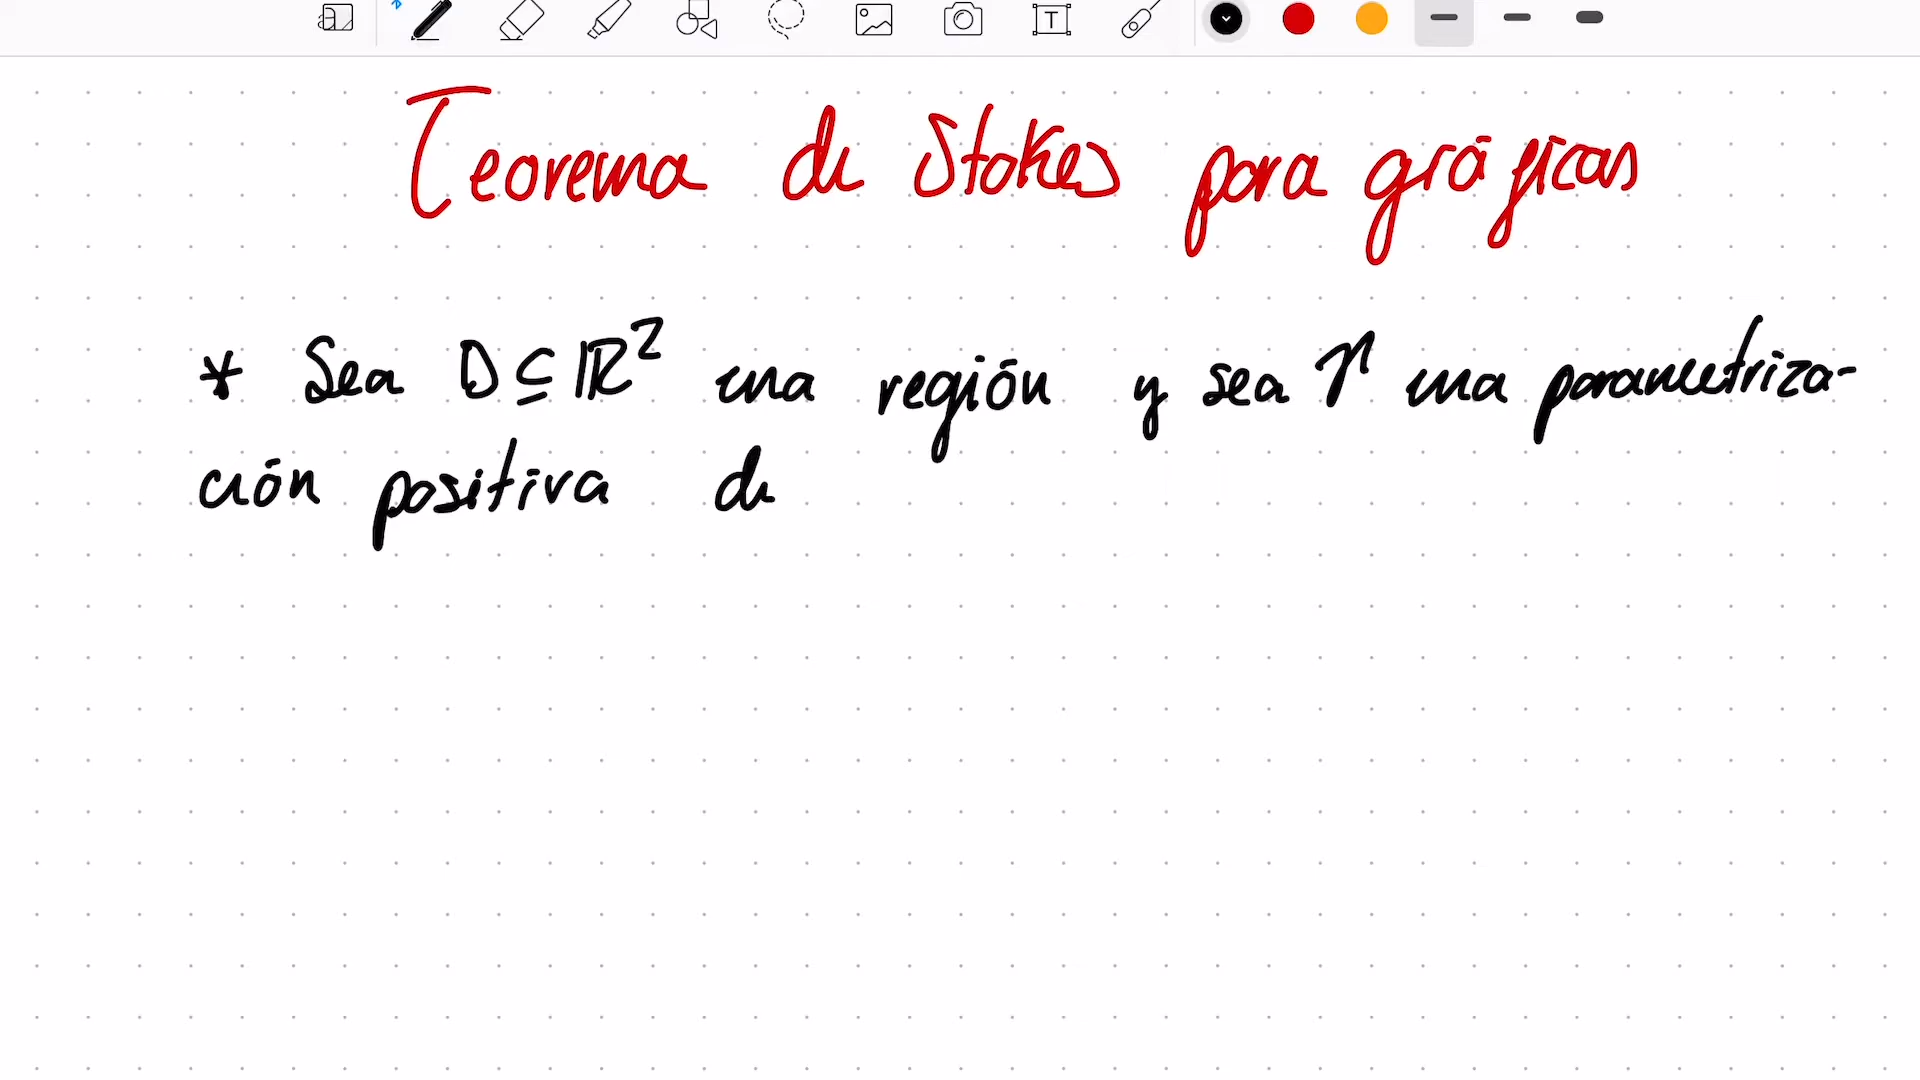 Teorema de Stokes para gráficas
* Sea D ⊆ ℝ² una región y sea γ una parametriza-
ción positiva de